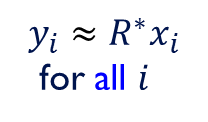 yᵢ ≈ R*xᵢ
for all i